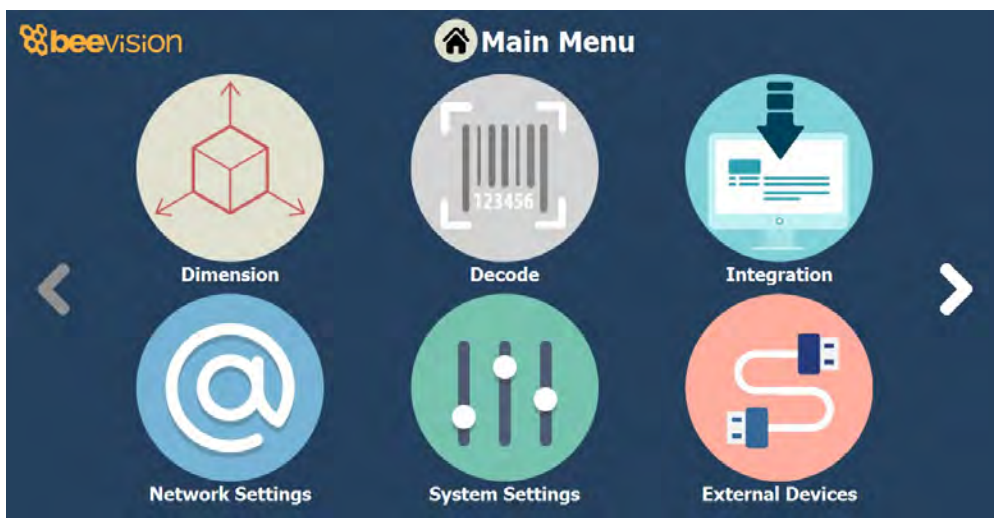 beevision
Main Menu
123456
Dimension
Decode
Integration
@
Network Settings
System Settings
External Devices